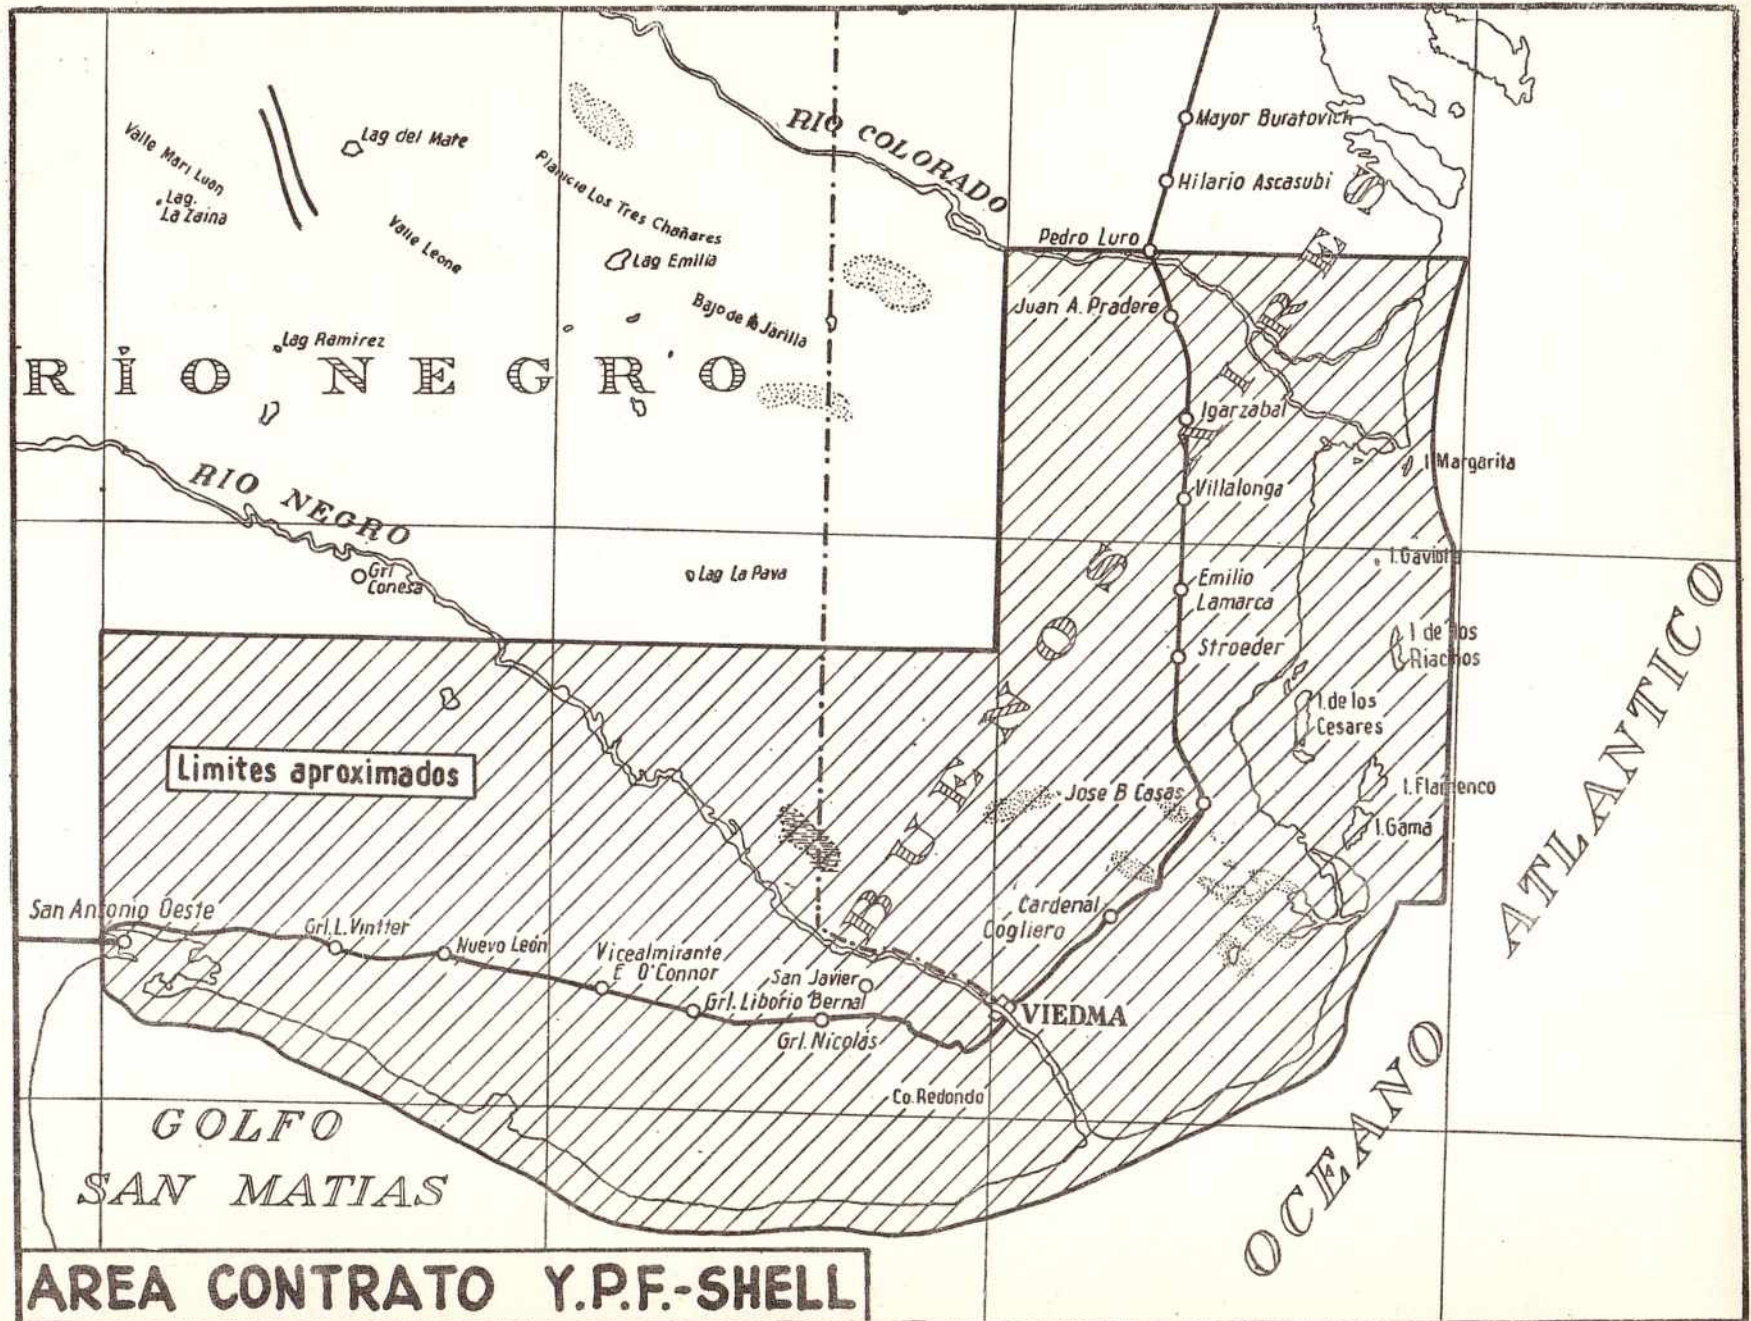 Mayor Buratovich
Hilario Ascasubi
RIO COLORADO
Valle Mari Luan
Lag del Mate
Lag.
La Zaina
Valle Leone
Planicie Los Tres Chañares
Lag Emilia
Bajo de la Jarilla
Pedro Luro
Juan A. Pradere
Lag Ramirez
RÍO NEGRO
Igarzabal
I Margarita
Villalonga
RIO NEGRO
Grl
Conesa
Lag La Pava
I. Gaviota
Emilio
Lamarca
Stroeder
I de los
Riachos
I. de los
Cesares
Limites aproximados
Jose B Casas
I. Flamenco
I. Gama
BUENOS AIRES
San Antonio Oeste
Grl. L. Vintter
Nuevo León
Vicealmirante
E O'Connor
San Javier
Grl. Liborio Bernal
Grl. Nicolás
Cardenal
Cogliero
VIEDMA
Co. Redondo
GOLFO
SAN MATIAS
OCEANO ATLANTICO
AREA CONTRATO Y.P.F.-SHELL